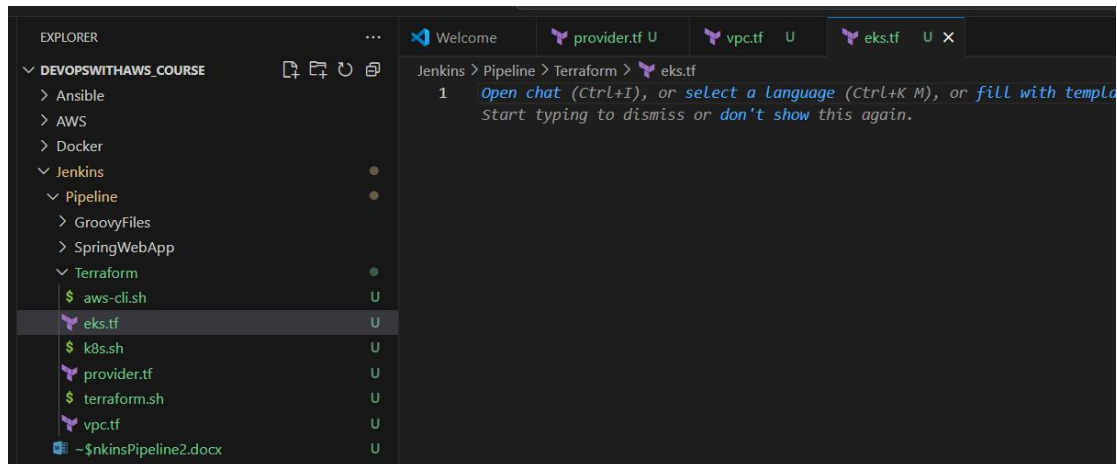 EXPLORER
...
DEVOPSWITHAWS_COURSE
> Ansible
> AWS
> Docker
Jenkins
Pipeline
> GroovyFiles
> SpringWebApp
Terraform
$ aws-cli.sh U
eks.tf U
$ k8s.sh U
provider.tf U
$ terraform.sh U
vpc.tf U
~$nkinsPipeline2.docx U
Welcome provider.tf U vpc.tf U eks.tf U
Jenkins > Pipeline > Terraform > eks.tf
1 Open chat (Ctrl+I), or select a language (Ctrl+K M), or fill with templa
Start typing to dismiss or don't show this again.